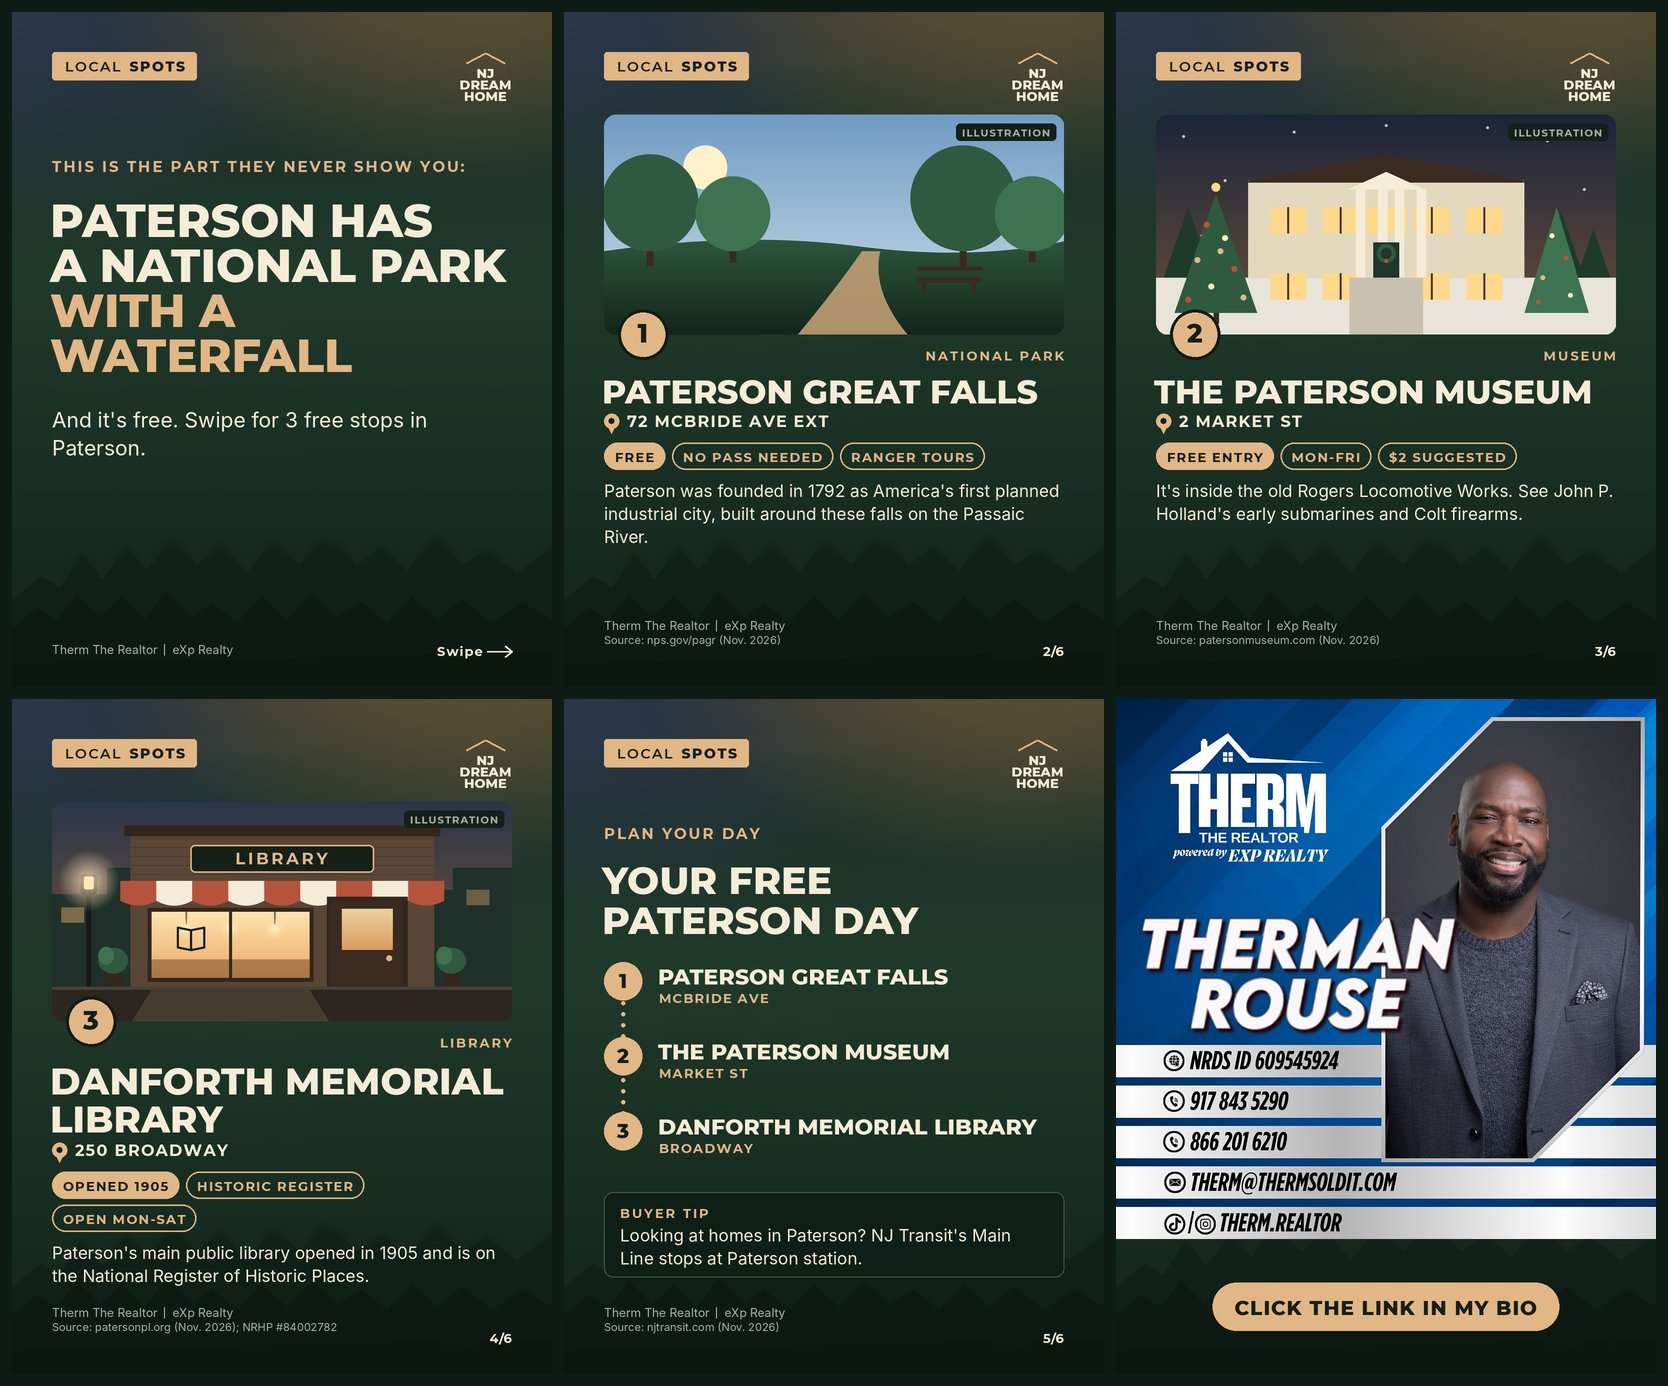 LOCAL SPOTS
NJ
DREAM
HOME
THIS IS THE PART THEY NEVER SHOW YOU:
PATERSON HAS
A NATIONAL PARK
WITH A
WATERFALL
And it's free. Swipe for 3 free stops in
Paterson.
Therm The Realtor | eXp Realty
Swipe
LOCAL SPOTS
NJ
DREAM
HOME
ILLUSTRATION
1
NATIONAL PARK
PATERSON GREAT FALLS
72 MCBRIDE AVE EXT
FREE
NO PASS NEEDED
RANGER TOURS
Paterson was founded in 1792 as America's first planned
industrial city, built around these falls on the Passaic
River.
Therm The Realtor | eXp Realty
Source: nps.gov/pagr (Nov. 2026)
2/6
LOCAL SPOTS
NJ
DREAM
HOME
ILLUSTRATION
2
MUSEUM
THE PATERSON MUSEUM
2 MARKET ST
FREE ENTRY
MON-FRI
$2 SUGGESTED
It's inside the old Rogers Locomotive Works. See John P.
Holland's early submarines and Colt firearms.
Therm The Realtor | eXp Realty
Source: patersonmuseum.com (Nov. 2026)
3/6
LOCAL SPOTS
NJ
DREAM
HOME
ILLUSTRATION
LIBRARY
3
LIBRARY
DANFORTH MEMORIAL
LIBRARY
250 BROADWAY
OPENED 1905
HISTORIC REGISTER
OPEN MON-SAT
Paterson's main public library opened in 1905 and is on
the National Register of Historic Places.
Therm The Realtor | eXp Realty
Source: patersonpl.org (Nov. 2026); NRHP #84002782
4/6
LOCAL SPOTS
NJ
DREAM
HOME
PLAN YOUR DAY
YOUR FREE
PATERSON DAY
1
PATERSON GREAT FALLS
MCBRIDE AVE
2
THE PATERSON MUSEUM
MARKET ST
3
DANFORTH MEMORIAL LIBRARY
BROADWAY
BUYER TIP
Looking at homes in Paterson? NJ Transit's Main
Line stops at Paterson station.
Therm The Realtor | eXp Realty
Source: njtransit.com (Nov. 2026)
5/6
THERM
THE REALTOR
powered by EXP REALTY
THERMAN
ROUSE
NRDS ID 609545924
917 843 5290
866 201 6210
THERM@THERMSOLDIT.COM
/ THERM.REALTOR
CLICK THE LINK IN MY BIO